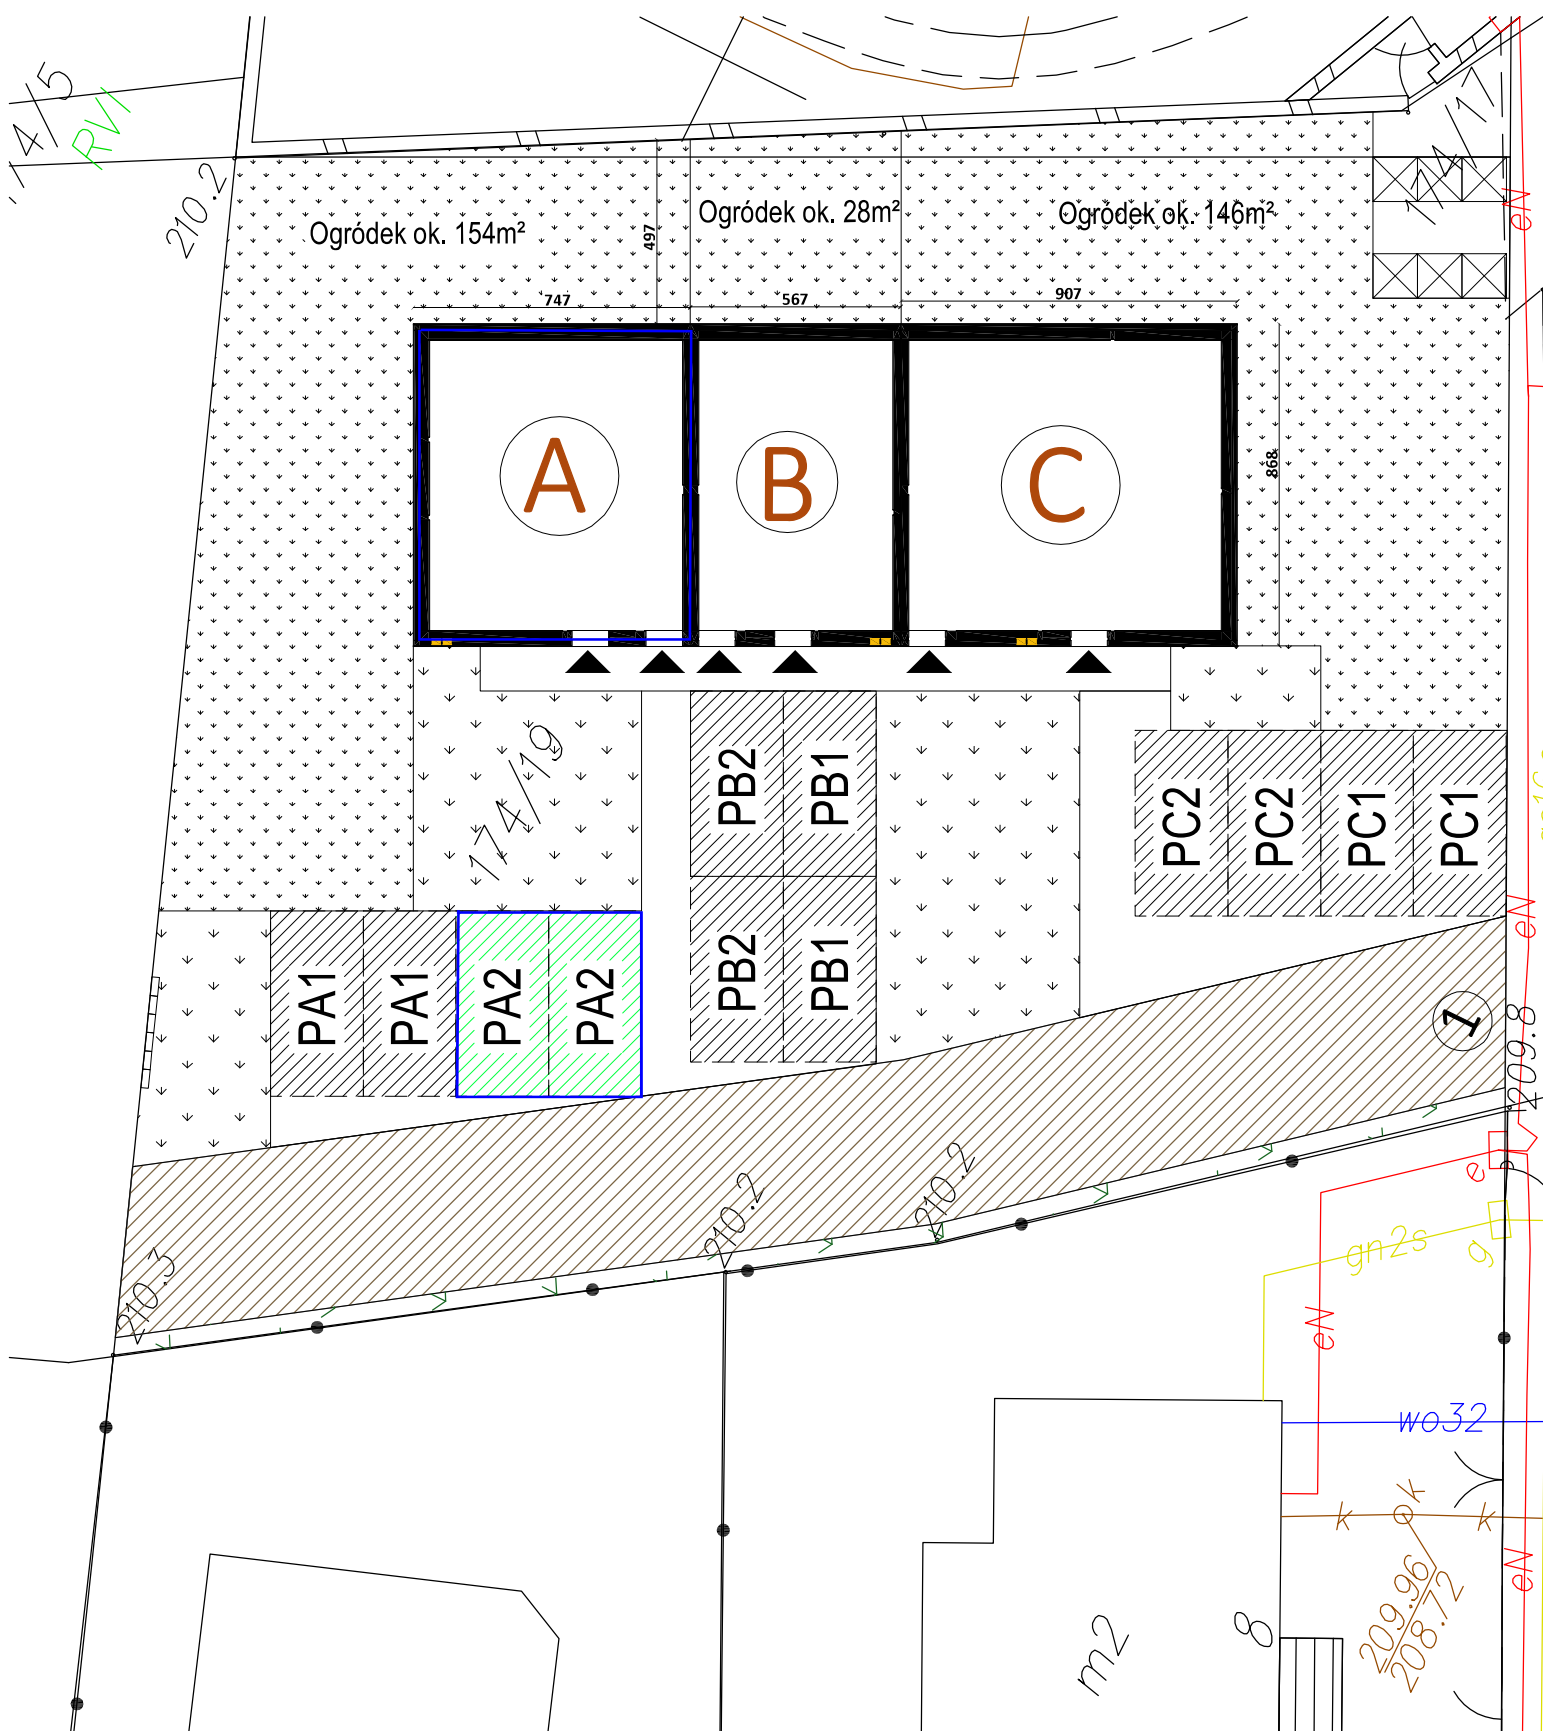 174/5
RVI
210.2
174/17
eN
Ogródek ok. 154m²
Ogródek ok. 28m²
Ogródek ok. 146m²
497
747
567
907
868
A
B
C
174/19
PB2
PB1
PC2
PC2
PC1
PC1
eN
PA1
PA1
PA2
PA2
PB2
PB1
1
209.8
210.3
210.2
210.2
e
gn2s
g
eN
wo32
k
k
k
eN
209.96
208.72
m2
8